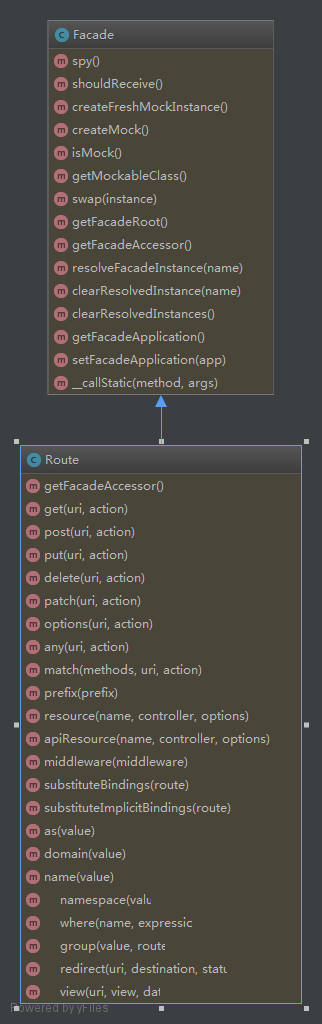 Facade
spy()
shouldReceive()
createFreshMockInstance()
createMock()
isMock()
getMockableClass()
swap(instance)
getFacadeRoot()
getFacadeAccessor()
resolveFacadeInstance(name)
clearResolvedInstance(name)
clearResolvedInstances()
getFacadeApplication()
setFacadeApplication(app)
__callStatic(method, args)
Route
getFacadeAccessor()
get(uri, action)
post(uri, action)
put(uri, action)
delete(uri, action)
patch(uri, action)
options(uri, action)
any(uri, action)
match(methods, uri, action)
prefix(prefix)
resource(name, controller, options)
apiResource(name, controller, options)
middleware(middleware)
substituteBindings(route)
substituteImplicitBindings(route)
as(value)
domain(value)
name(value)
namespace(valu
where(name, expressic
group(value, route
redirect(uri, destination, statu
view(uri, view, dat
Powered by yFiles